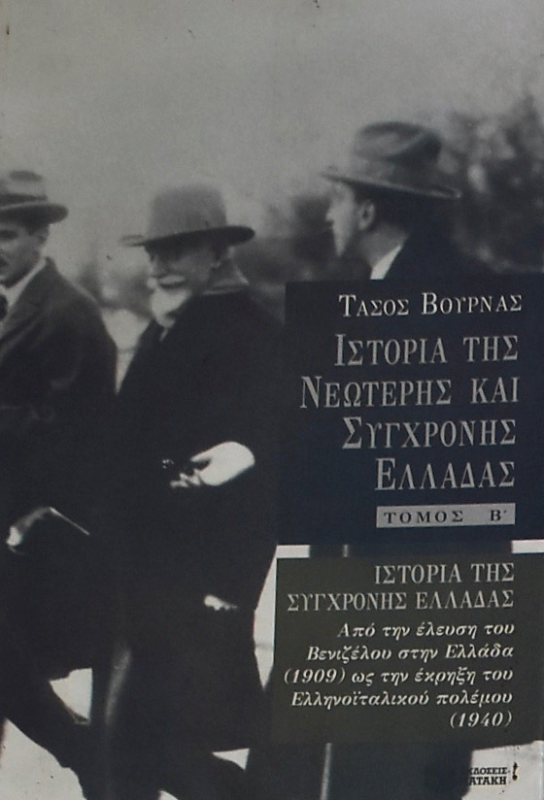 ΤΑΣΟΣ ΒΟΥΡΝΑΣ
ΙΣΤΟΡΙΑ ΤΗΣ
ΝΕΩΤΕΡΗΣ ΚΑΙ
ΣΥΓΧΡΟΝΗΣ
ΕΛΛΑΔΑΣ
ΤΟΜΟΣ Β΄
ΙΣΤΟΡΙΑ ΤΗΣ
ΣΥΓΧΡΟΝΗΣ ΕΛΛΑΔΑΣ
Από την έλευση του
Βενιζέλου στην Ελλάδα
(1909) ως την έκρηξη του
Ελληνοϊταλικού πολέμου
(1940)